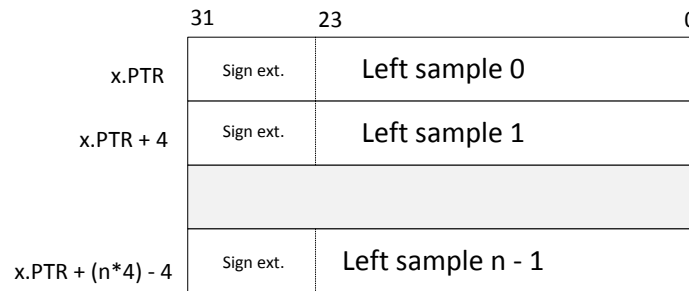 31 23 0
x.PTR Sign ext. Left sample 0
x.PTR + 4 Sign ext. Left sample 1
x.PTR + (n*4) - 4 Sign ext. Left sample n - 1